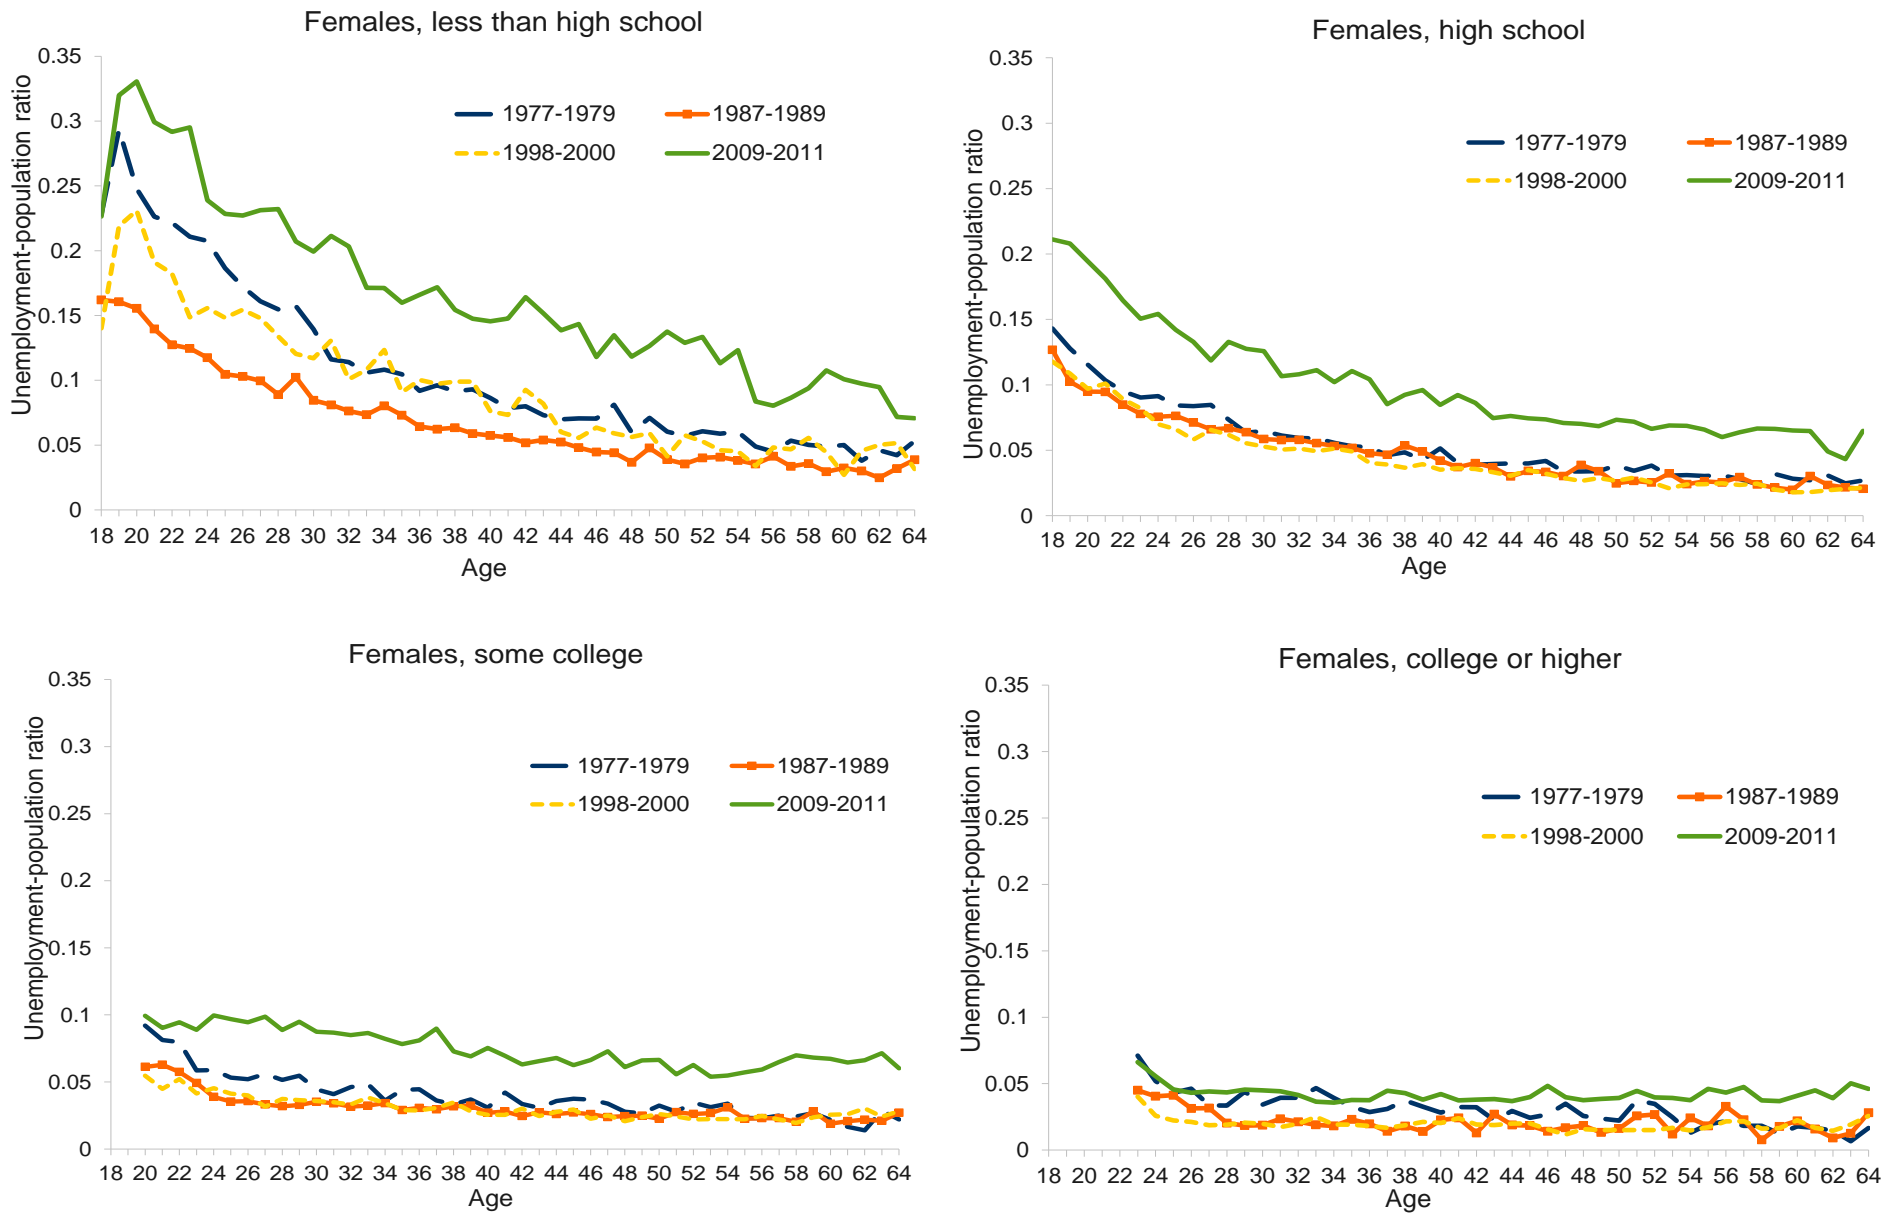 Females, less than high school
Unemployment-population ratio
0.35
0.3
0.25
0.2
0.15
0.1
0.05
0
1977-1979 1987-1989
1998-2000 2009-2011
18 20 22 24 26 28 30 32 34 36 38 40 42 44 46 48 50 52 54 56 58 60 62 64
Age
Females, high school
Unemployment-population ratio
0.35
0.3
0.25
0.2
0.15
0.1
0.05
0
1977-1979 1987-1989
1998-2000 2009-2011
18 20 22 24 26 28 30 32 34 36 38 40 42 44 46 48 50 52 54 56 58 60 62 64
Age
Females, some college
Unemployment-population ratio
0.35
0.3
0.25
0.2
0.15
0.1
0.05
0
1977-1979 1987-1989
1998-2000 2009-2011
18 20 22 24 26 28 30 32 34 36 38 40 42 44 46 48 50 52 54 56 58 60 62 64
Age
Females, college or higher
Unemployment-population ratio
0.35
0.3
0.25
0.2
0.15
0.1
0.05
0
1977-1979 1987-1989
1998-2000 2009-2011
18 20 22 24 26 28 30 32 34 36 38 40 42 44 46 48 50 52 54 56 58 60 62 64
Age